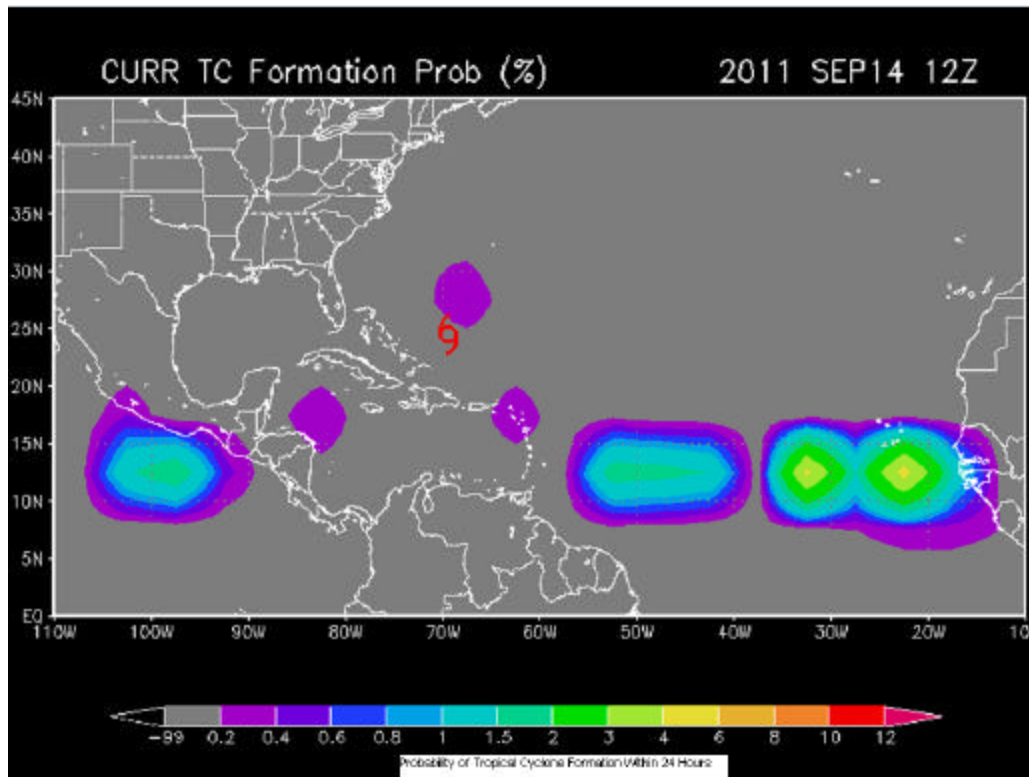 CURR TC Formation Prob (%) 2011 SEP14 12Z
45N
40N
35N
30N
25N
20N
15N
10N
5N
EQ
110W 100W 90W 80W 70W 60W 50W 40W 30W 20W 10
-99 0.2 0.4 0.6 0.8 1 1.5 2 3 4 6 8 10 12
Probability of Tropical Cyclone Formation Within 24 Hours